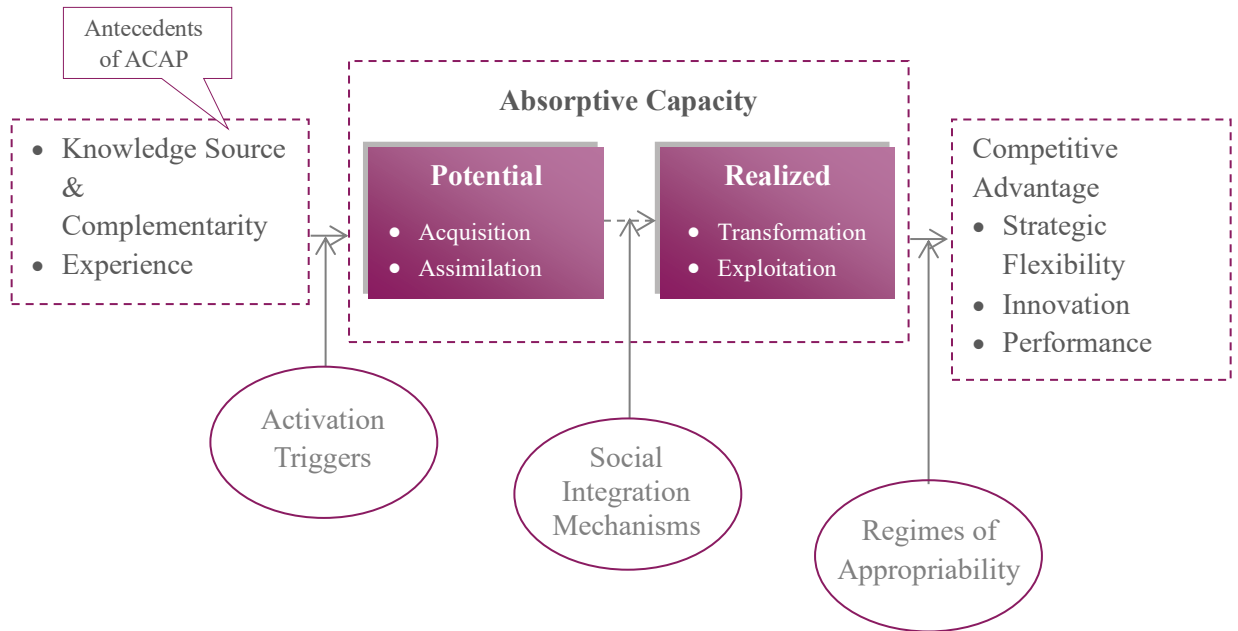 Antecedents
of ACAP
• Knowledge Source
&
Complementarity
• Experience
Absorptive Capacity
Potential
• Acquisition
• Assimilation
Realized
• Transformation
• Exploitation
Competitive
Advantage
• Strategic
Flexibility
• Innovation
• Performance
Activation
Triggers
Social
Integration
Mechanisms
Regimes of
Appropriability